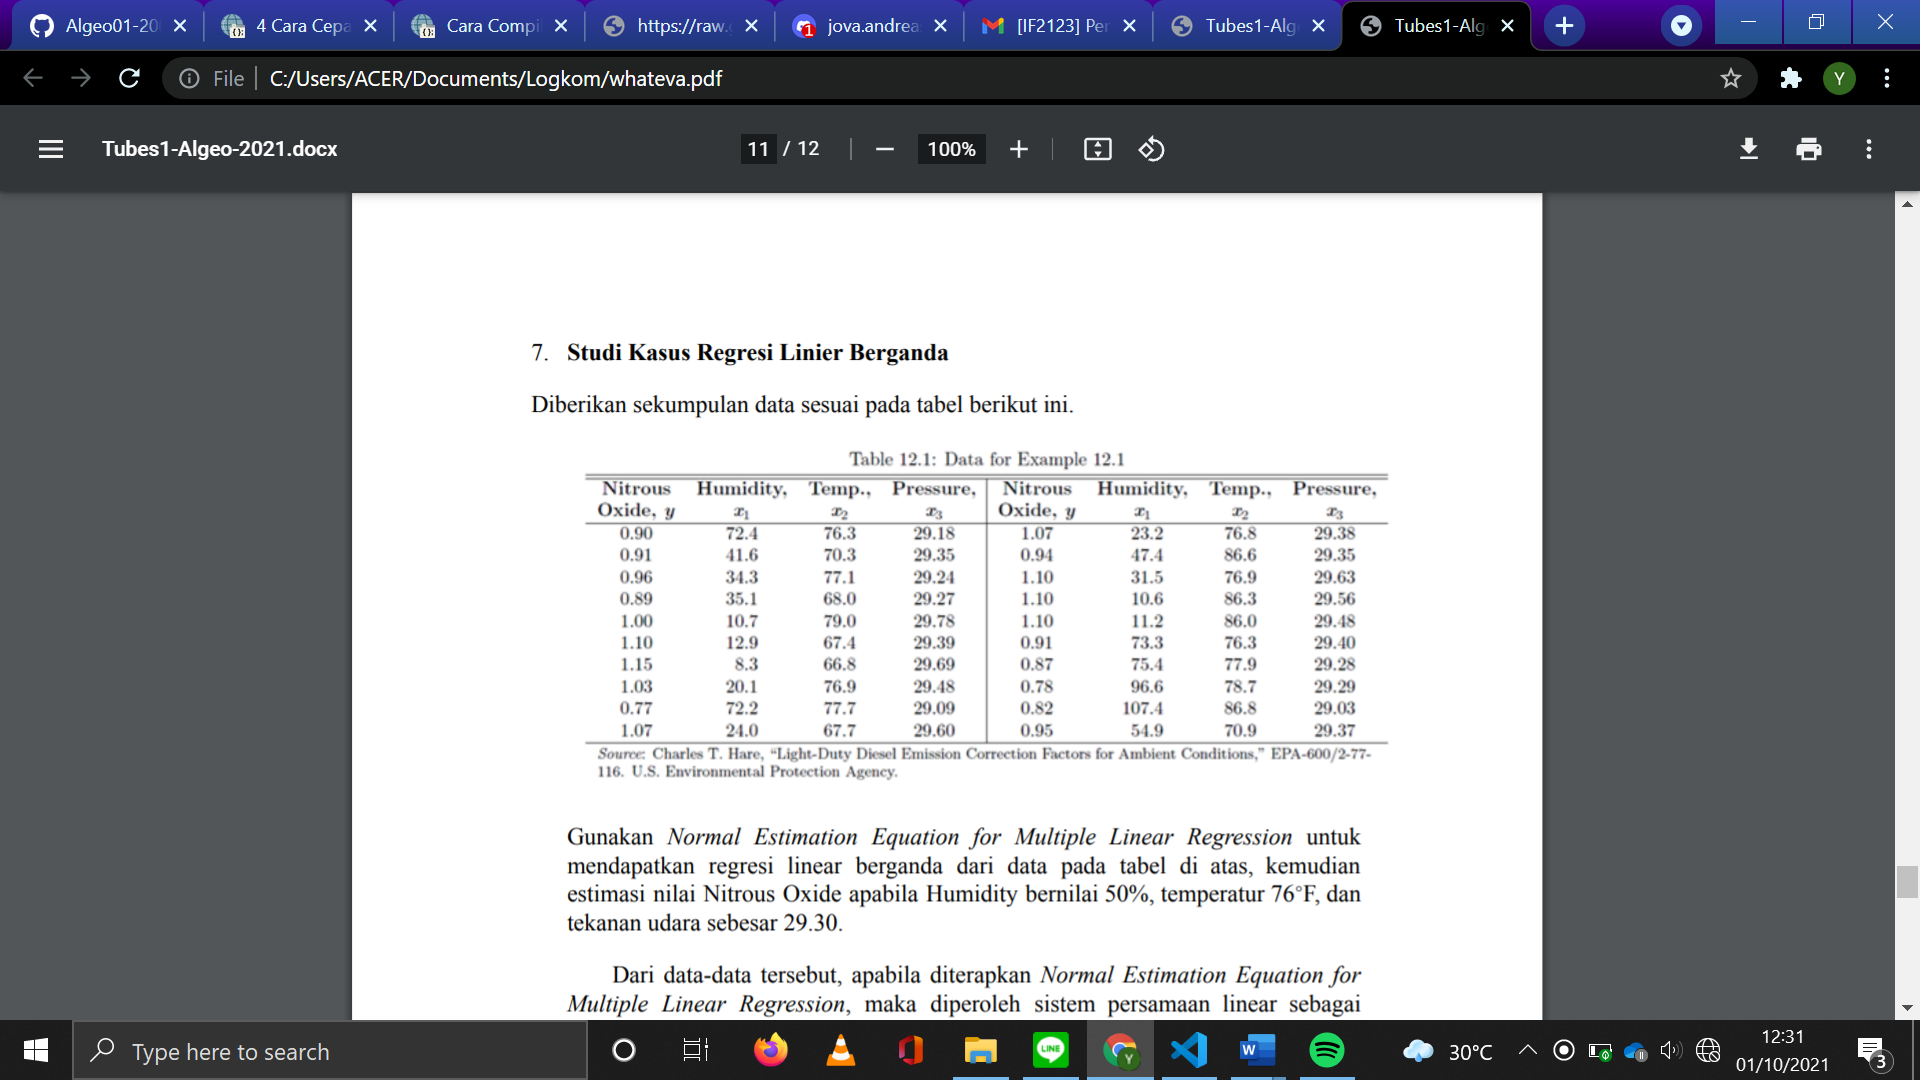 Algeo01-20
4 Cara Cepa
Cara Compi
https://raw.
1 jova.andrea
[IF2123] Per
Tubes1-Alg
Tubes1-Alg
File C:/Users/ACER/Documents/Logkom/whateva.pdf
Y
Tubes1-Algeo-2021.docx
11 / 12
100%
7. Studi Kasus Regresi Linier Berganda
Diberikan sekumpulan data sesuai pada tabel berikut ini.
Table 12.1: Data for Example 12.1
Nitrous Humidity, Temp., Pressure, Nitrous Humidity, Temp., Pressure,
Oxide, y x₁ x₂ x₃ Oxide, y x₁ x₂ x₃
0.90 72.4 76.3 29.18 1.07 23.2 76.8 29.38
0.91 41.6 70.3 29.35 0.94 47.4 86.6 29.35
0.96 34.3 77.1 29.24 1.10 31.5 76.9 29.63
0.89 35.1 68.0 29.27 1.10 10.6 86.3 29.56
1.00 10.7 79.0 29.78 1.10 11.2 86.0 29.48
1.10 12.9 67.4 29.39 0.91 73.3 76.3 29.40
1.15 8.3 66.8 29.69 0.87 75.4 77.9 29.28
1.03 20.1 76.9 29.48 0.78 96.6 78.7 29.29
0.77 72.2 77.7 29.09 0.82 107.4 86.8 29.03
1.07 24.0 67.7 29.60 0.95 54.9 70.9 29.37
Source: Charles T. Hare, “Light-Duty Diesel Emission Correction Factors for Ambient Conditions,” EPA-600/2-77-
116. U.S. Environmental Protection Agency.
Gunakan Normal Estimation Equation for Multiple Linear Regression untuk
mendapatkan regresi linear berganda dari data pada tabel di atas, kemudian
estimasi nilai Nitrous Oxide apabila Humidity bernilai 50%, temperatur 76°F, dan
tekanan udara sebesar 29.30.
Dari data-data tersebut, apabila diterapkan Normal Estimation Equation for
Multiple Linear Regression, maka diperoleh sistem persamaan linear sebagai
Type here to search
LINE
Y
W
30°C
12:31
01/10/2021
3